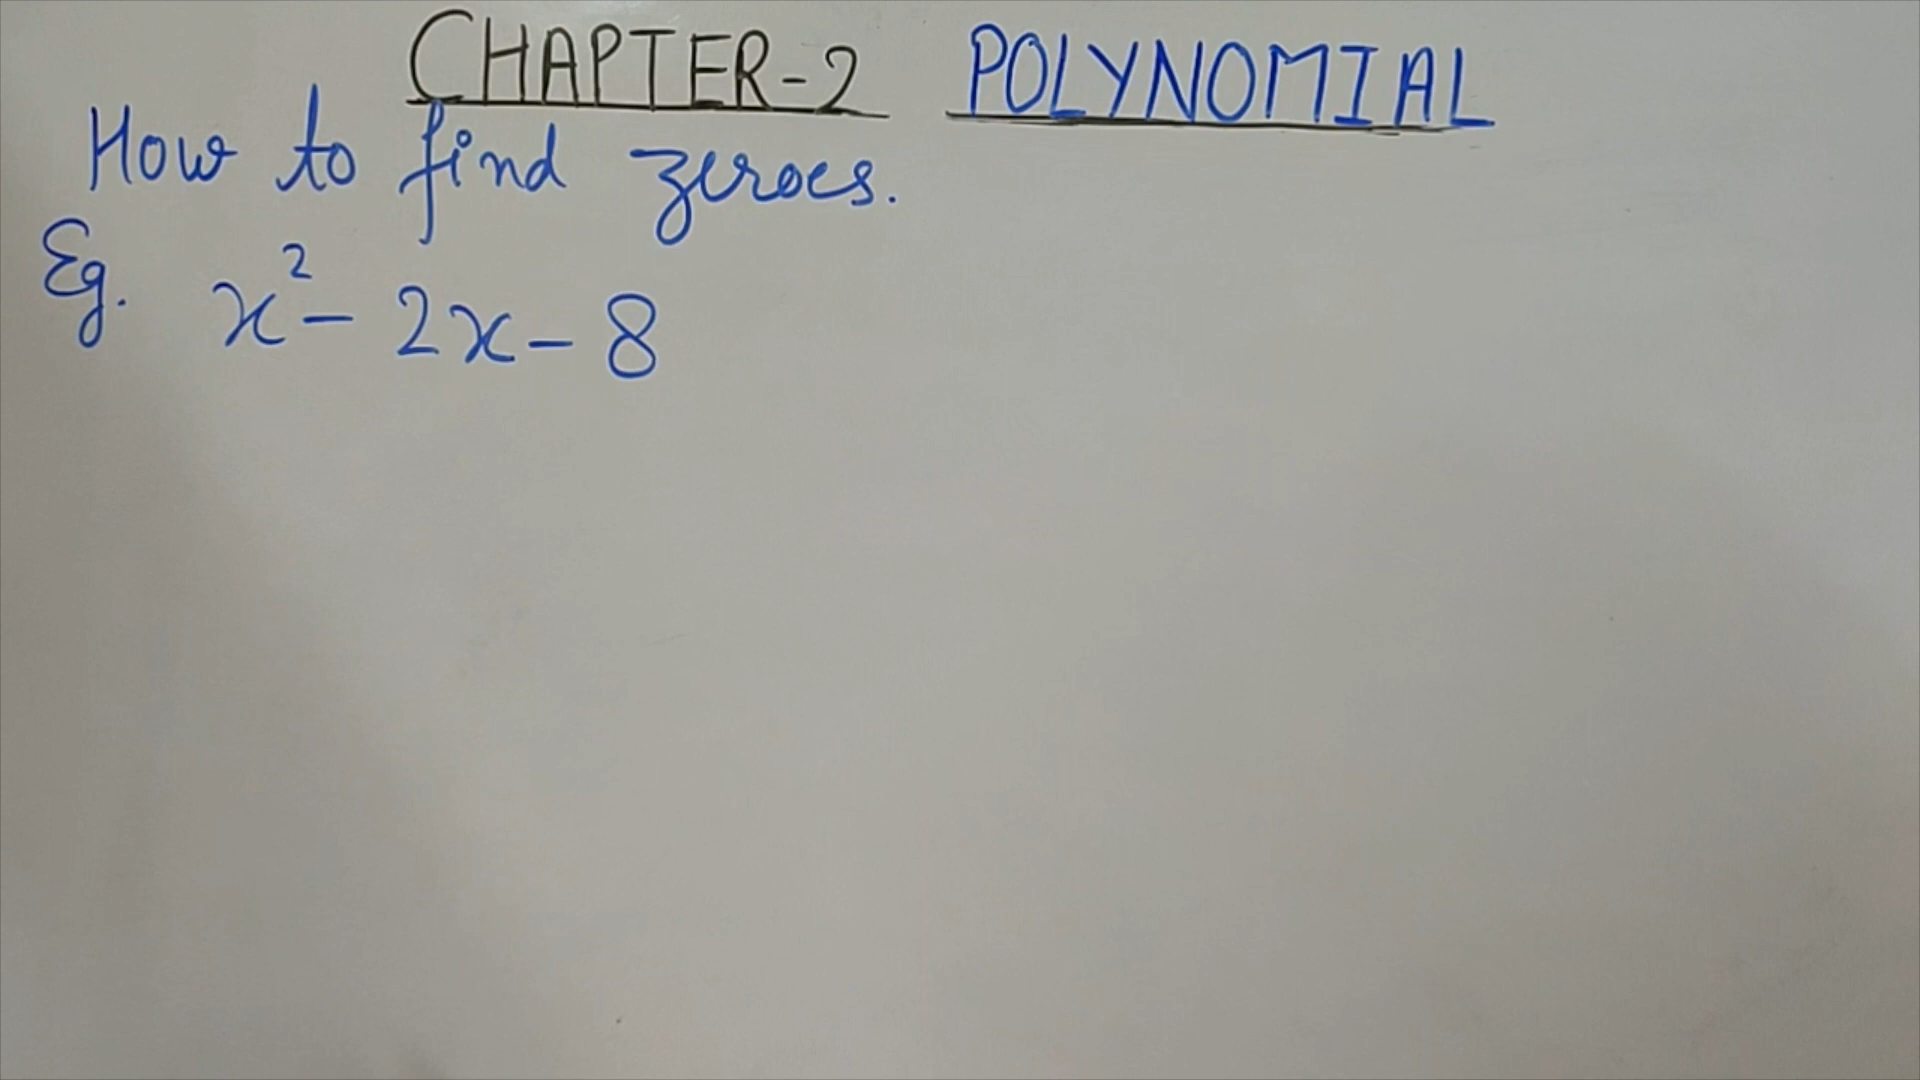 CHAPTER-2 POLYNOMIAL
How to find zeroes.
Eg. x² - 2x - 8